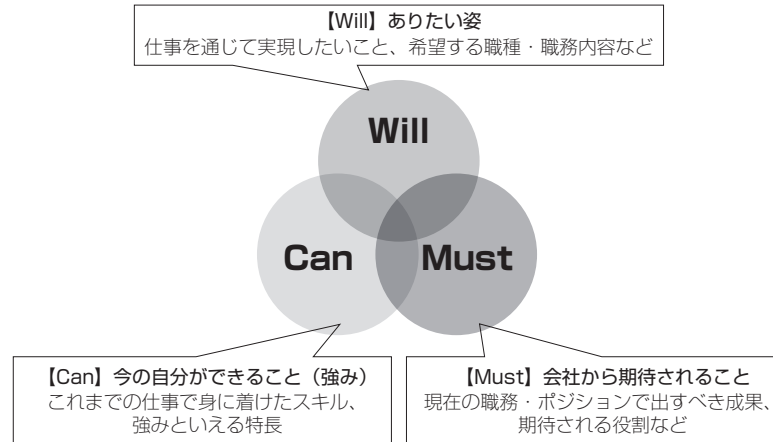 【Will】ありたい姿
仕事を通じて実現したいこと、希望する職種・職務内容など
Will
Can
Must
【Can】今の自分ができること（強み）
これまでの仕事で身に着けたスキル、
強みといえる特長
【Must】会社から期待されること
現在の職務・ポジションで出すべき成果、
期待される役割など